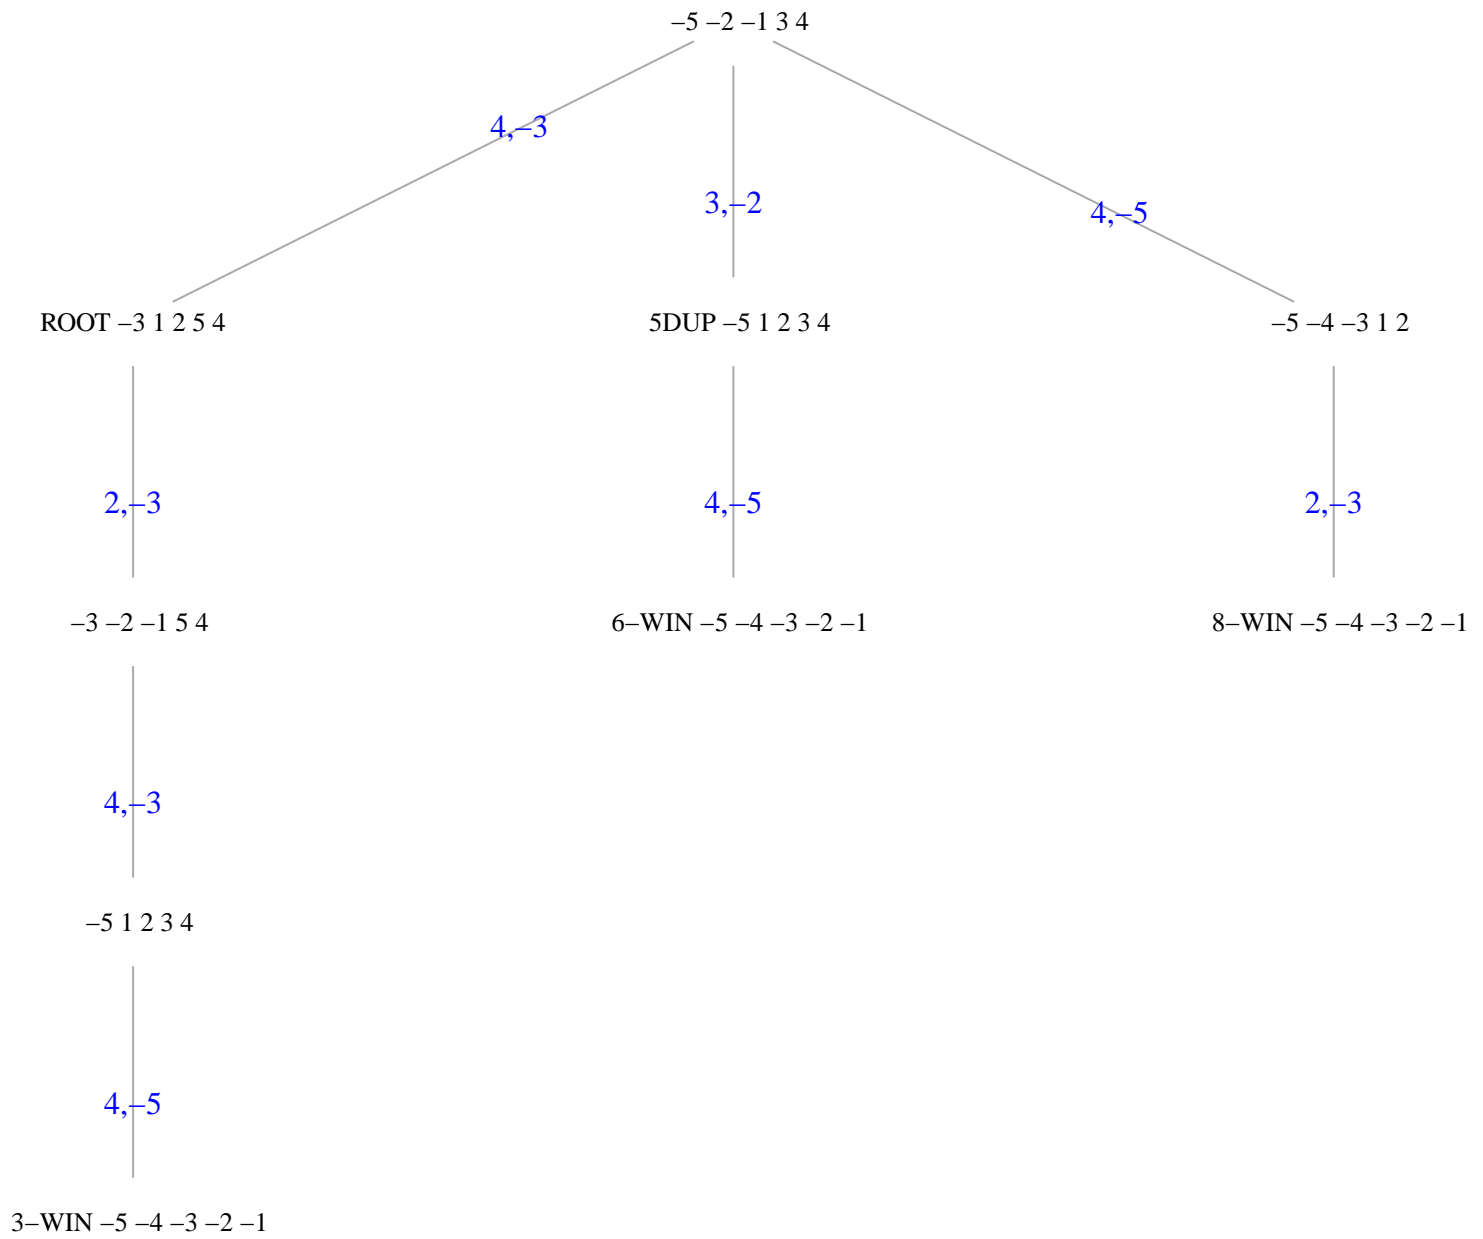 –5 –2 –1 3 4
4,–3
3,–2
4,–5
ROOT –3 1 2 5 4
5DUP –5 1 2 3 4
–5 –4 –3 1 2
2,–3
4,–5
2,–3
–3 –2 –1 5 4
6–WIN –5 –4 –3 –2 –1
8–WIN –5 –4 –3 –2 –1
4,–3
–5 1 2 3 4
4,–5
3–WIN –5 –4 –3 –2 –1